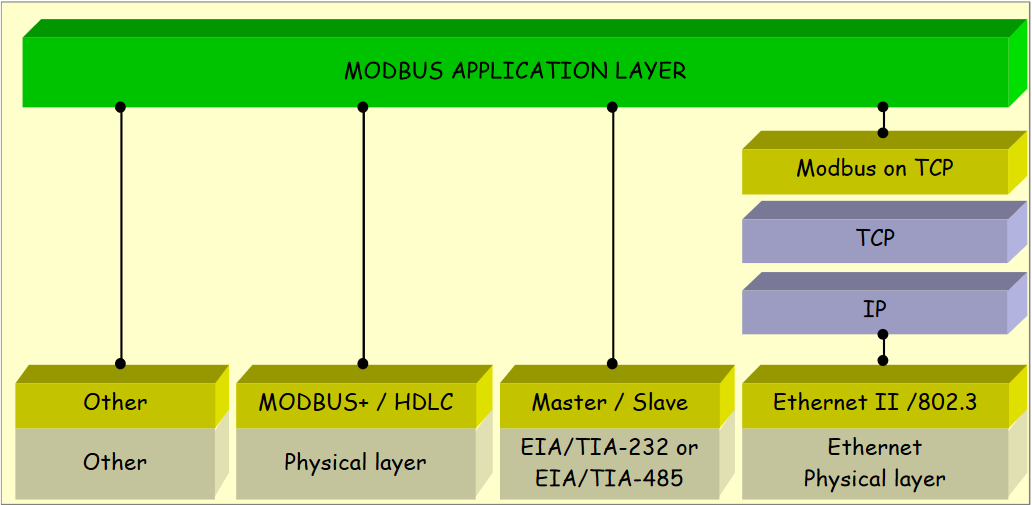 MODBUS APPLICATION LAYER
Modbus on TCP
TCP
IP
Other
MODBUS+ / HDLC
Master / Slave
Ethernet II /802.3
Other
Physical layer
EIA/TIA-232 or
EIA/TIA-485
Ethernet
Physical layer